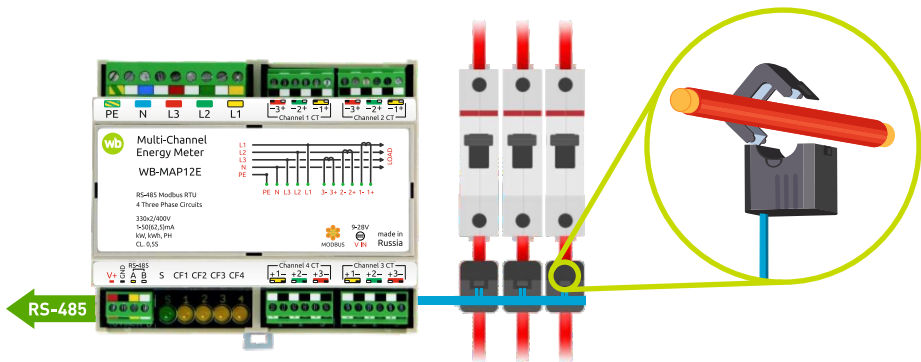 -3+ -2+ -1+ -3+ -2+ -1+
PE N L3 L2 L1 Channel 1 CT Channel 2 CT
wb
Multi-Channel
Energy Meter
WB-MAP12E
RS-485 Modbus RTU
4 Three Phase Circuits
330x2/400V
1-50(62,5)mA
kW, kWh, PH
CL. 0,5S
L1
L2
L3
N
PE
LOAD
PE N L3 L2 L1 3- 3+ 2- 2+ 1- 1+
MODBUS
9-28V
V IN
made in
Russia
RS-485
V+ GND A B S CF1 CF2 CF3 CF4
Channel 4 CT Channel 3 CT
+1- +2- +3- +1- +2- +3-
S 1 2 3 4
RS-485